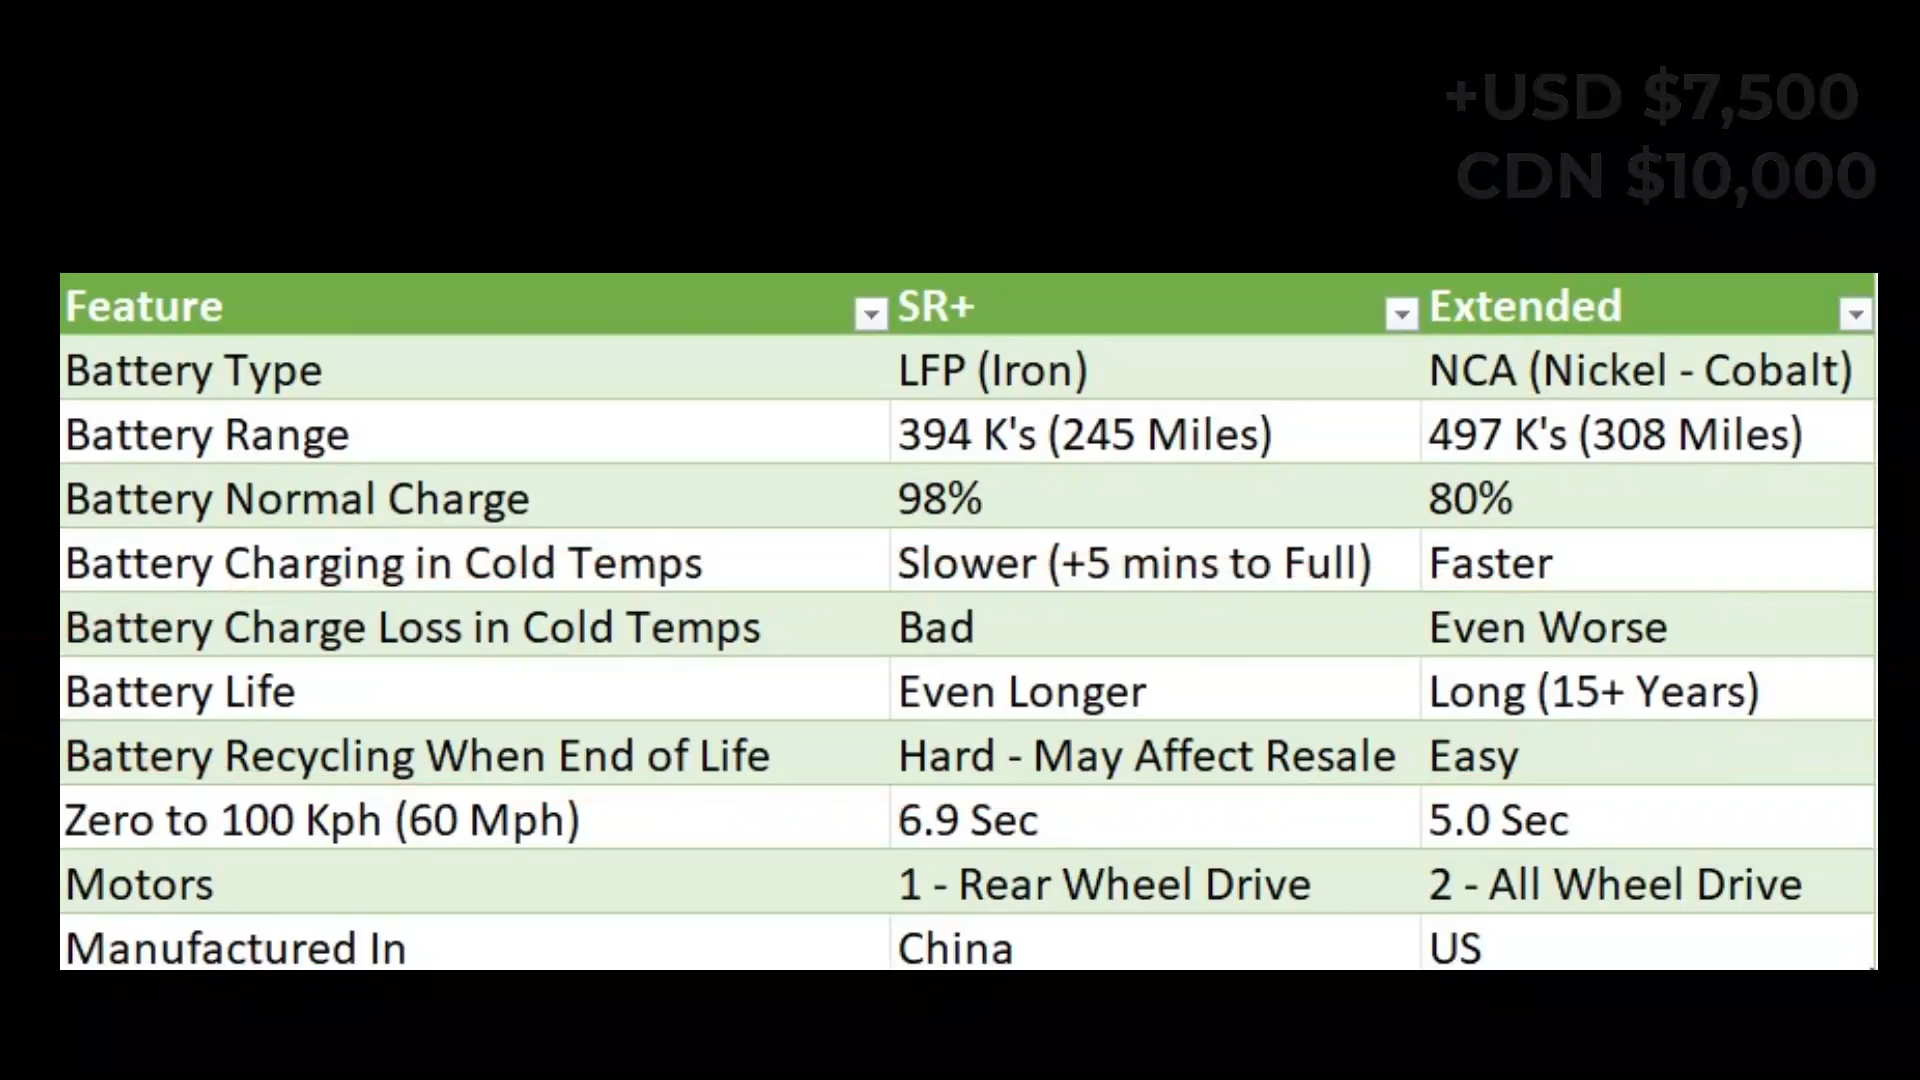 +USD $7,500
CDN $10,000
Feature SR+ Extended
Battery Type LFP (Iron) NCA (Nickel - Cobalt)
Battery Range 394 K's (245 Miles) 497 K's (308 Miles)
Battery Normal Charge 98% 80%
Battery Charging in Cold Temps Slower (+5 mins to Full) Faster
Battery Charge Loss in Cold Temps Bad Even Worse
Battery Life Even Longer Long (15+ Years)
Battery Recycling When End of Life Hard - May Affect Resale Easy
Zero to 100 Kph (60 Mph) 6.9 Sec 5.0 Sec
Motors 1 - Rear Wheel Drive 2 - All Wheel Drive
Manufactured In China US